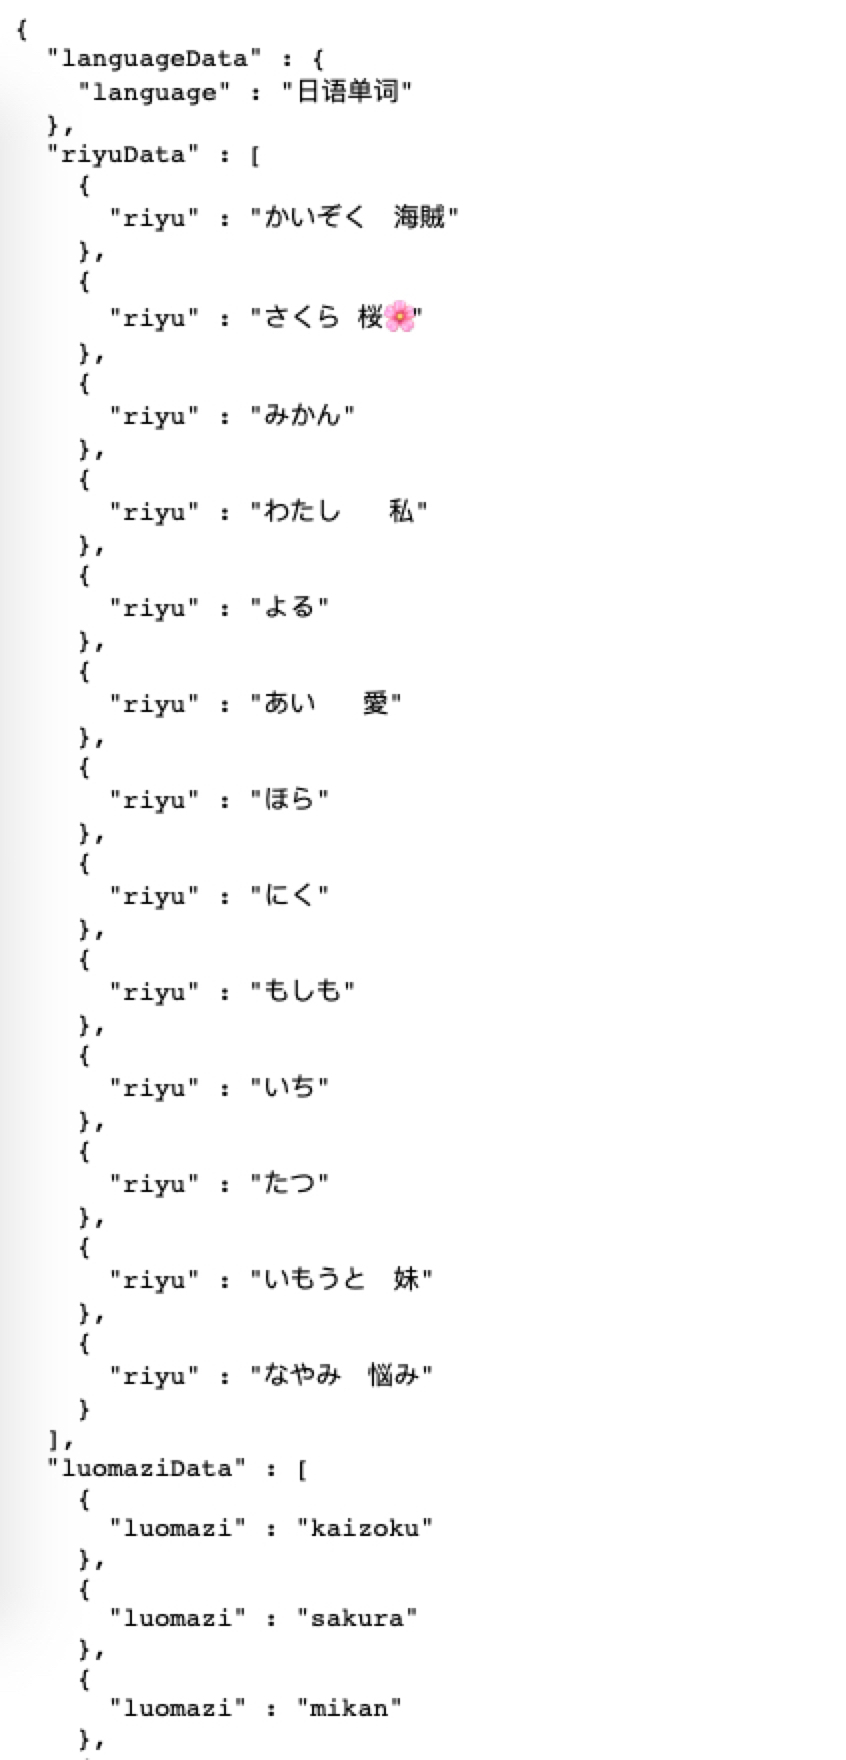 {
"languageData" : {
"language" : "日语单词"
},
"riyuData" : [
{
"riyu" : "かいぞく　海賊"
},
{
"riyu" : "さくら 桜🌸"
},
{
"riyu" : "みかん"
},
{
"riyu" : "わたし　 私"
},
{
"riyu" : "よる"
},
{
"riyu" : "あい　 愛"
},
{
"riyu" : "ほら"
},
{
"riyu" : "にく"
},
{
"riyu" : "もしも"
},
{
"riyu" : "いち"
},
{
"riyu" : "たつ"
},
{
"riyu" : "いもうと　妹"
},
{
"riyu" : "なやみ　悩み"
}
],
"luomaziData" : [
{
"luomazi" : "kaizoku"
},
{
"luomazi" : "sakura"
},
{
"luomazi" : "mikan"
},